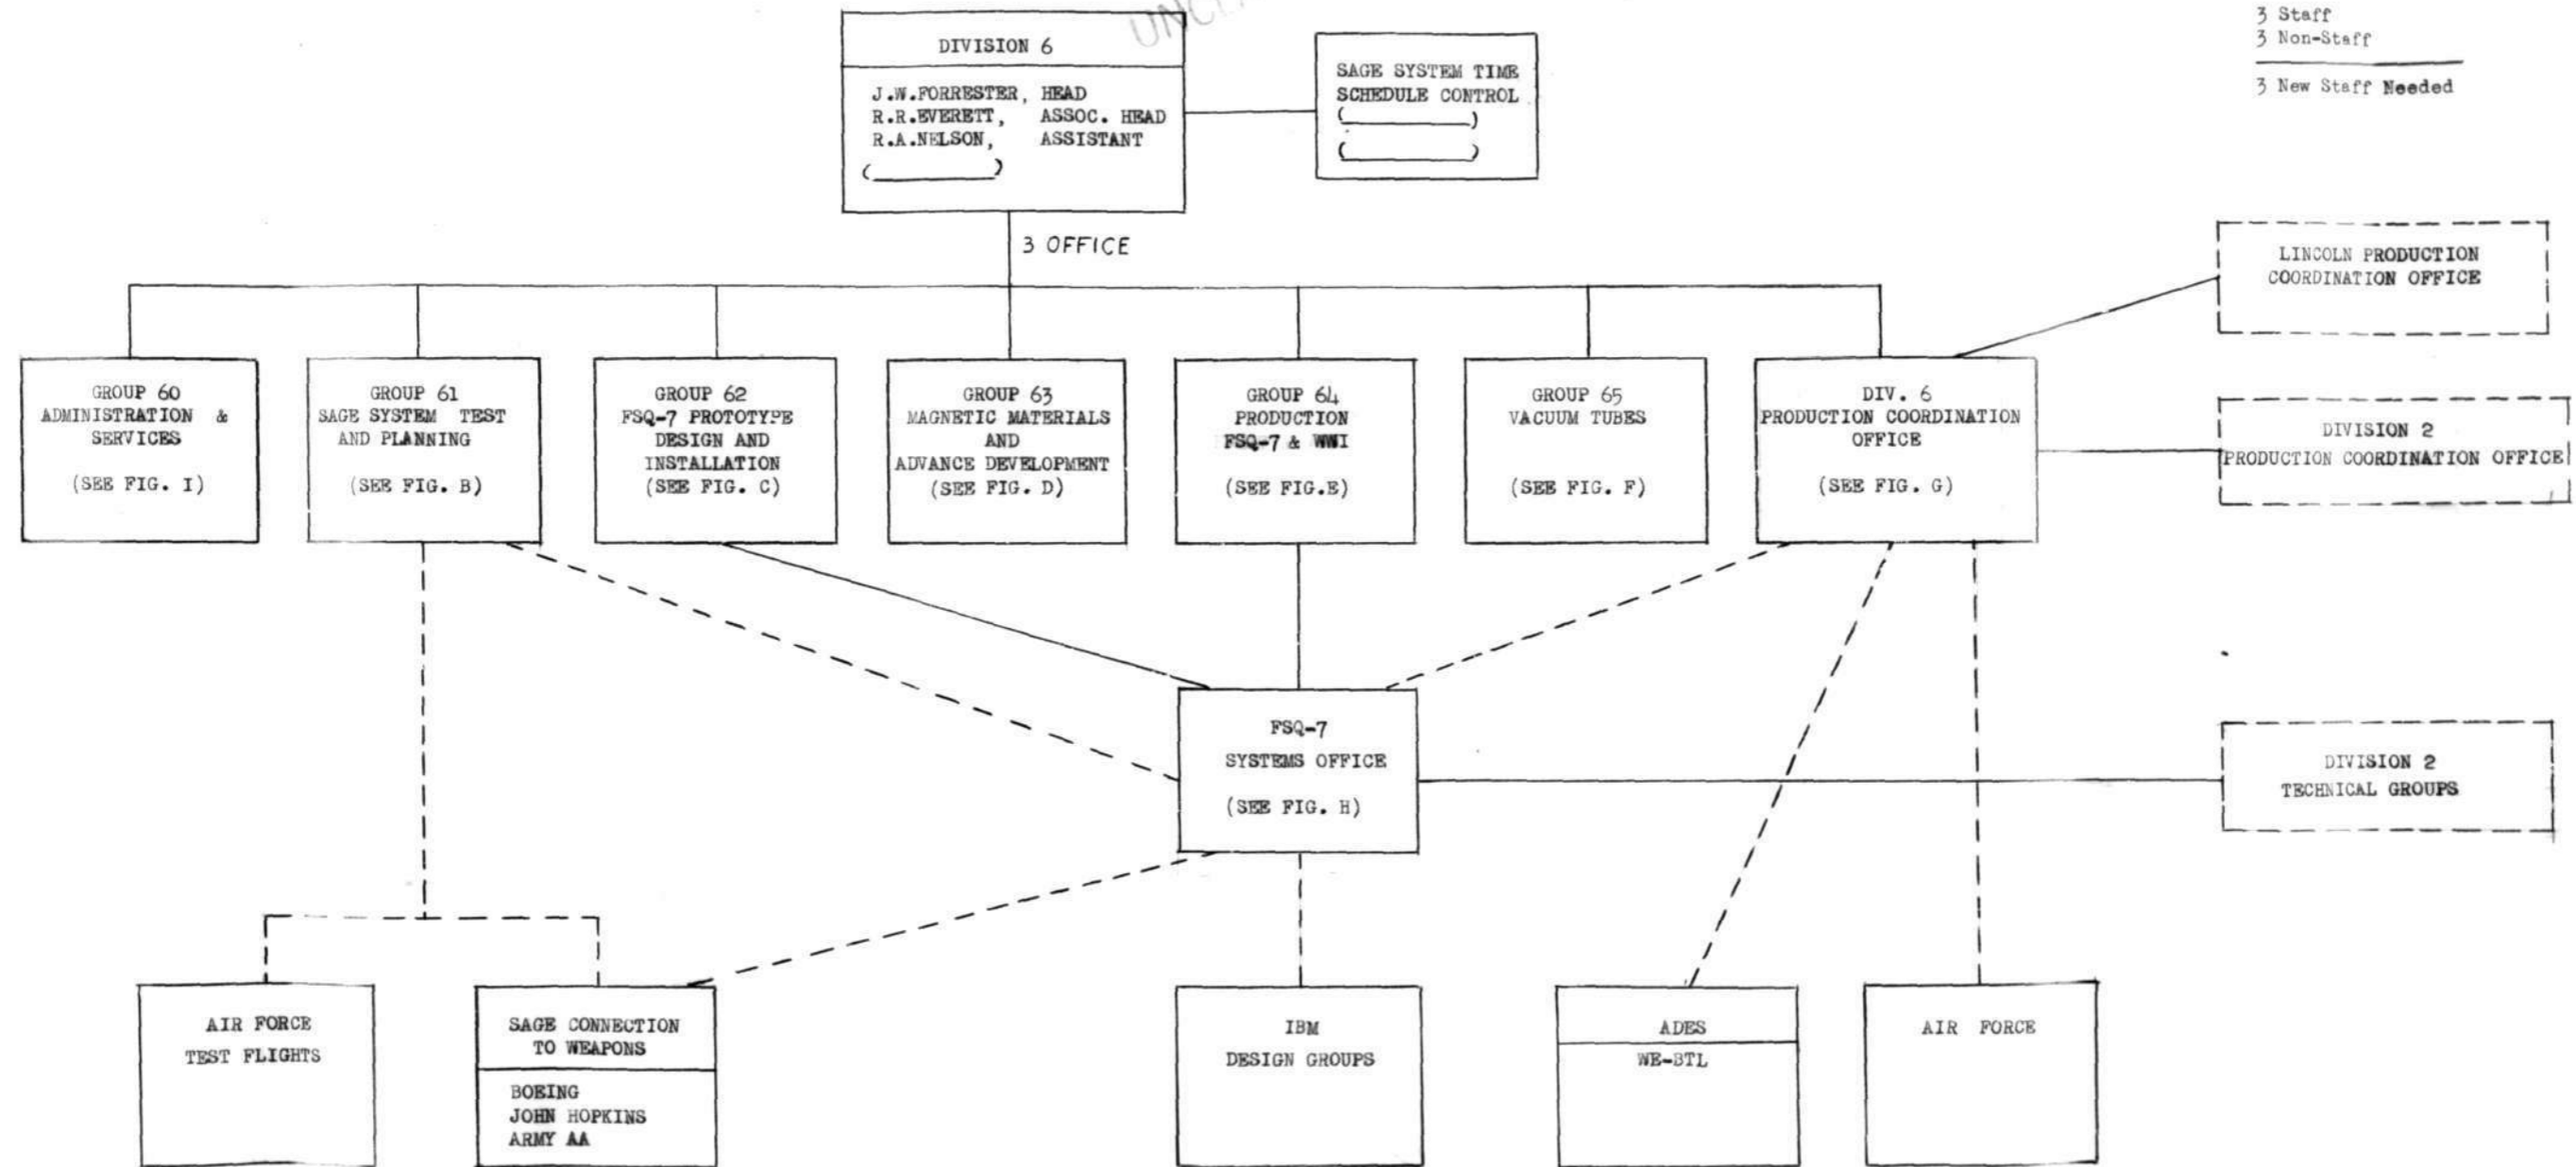 3 Staff
3 Non-Staff
3 New Staff Needed
DIVISION 6
J.W.FORRESTER, HEAD
R.R.EVERETT, ASSOC. HEAD
R.A.NELSON, ASSISTANT
(          )
SAGE SYSTEM TIME
SCHEDULE CONTROL
(          )
(          )
3 OFFICE
LINCOLN PRODUCTION
COORDINATION OFFICE
GROUP 60
ADMINISTRATION &
SERVICES
(SEE FIG. I)
GROUP 61
SAGE SYSTEM TEST
AND PLANNING
(SEE FIG. B)
GROUP 62
FSQ-7 PROTOTYPE
DESIGN AND
INSTALLATION
(SEE FIG. C)
GROUP 63
MAGNETIC MATERIALS
AND
ADVANCE DEVELOPMENT
(SEE FIG. D)
GROUP 64
PRODUCTION
FSQ-7 & WWI
(SEE FIG.E)
GROUP 65
VACUUM TUBES
(SEE FIG. F)
DIV. 6
PRODUCTION COORDINATION
OFFICE
(SEE FIG. G)
DIVISION 2
PRODUCTION COORDINATION OFFICE
FSQ-7
SYSTEMS OFFICE
(SEE FIG. H)
DIVISION 2
TECHNICAL GROUPS
AIR FORCE
TEST FLIGHTS
SAGE CONNECTION
TO WEAPONS
BOEING
JOHN HOPKINS
ARMY AA
IBM
DESIGN GROUPS
ADES
WE-BTL
AIR FORCE